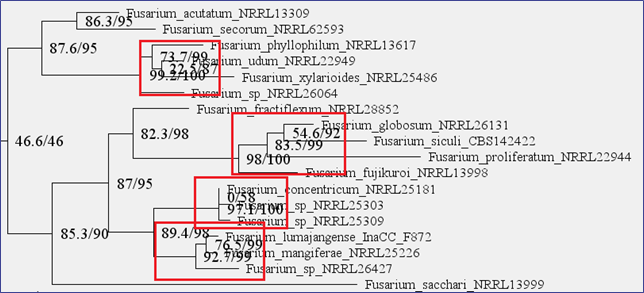 Fusarium_acutatum_NRRL13309
86.3/95
Fusarium_secorum_NRRL62593
87.6/95
Fusarium_phyllophilum_NRRL13617
73.7/99
Fusarium_udum_NRRL22949
22.5/87
99.2/100
Fusarium_xylarioides_NRRL25486
Fusarium_sp_NRRL26064
Fusarium_fractiflexum_NRRL28852
Fusarium_globosum_NRRL26131
82.3/98
54.6/92
46.6/46
83.5/99
Fusarium_siculi_CBS142422
98/100
Fusarium_proliferatum_NRRL22944
Fusarium_fujikuroi_NRRL13998
87/95
Fusarium_concentricum_NRRL25181
0/58
Fusarium_sp_NRRL25303
97.1/100
Fusarium_sp_NRRL25309
85.3/90
89.4/98
Fusarium_lumajangense_InaCC_F872
76.5/99
Fusarium_mangiferae_NRRL25226
92.7/99
Fusarium_sp_NRRL26427
Fusarium_sacchari_NRRL13999